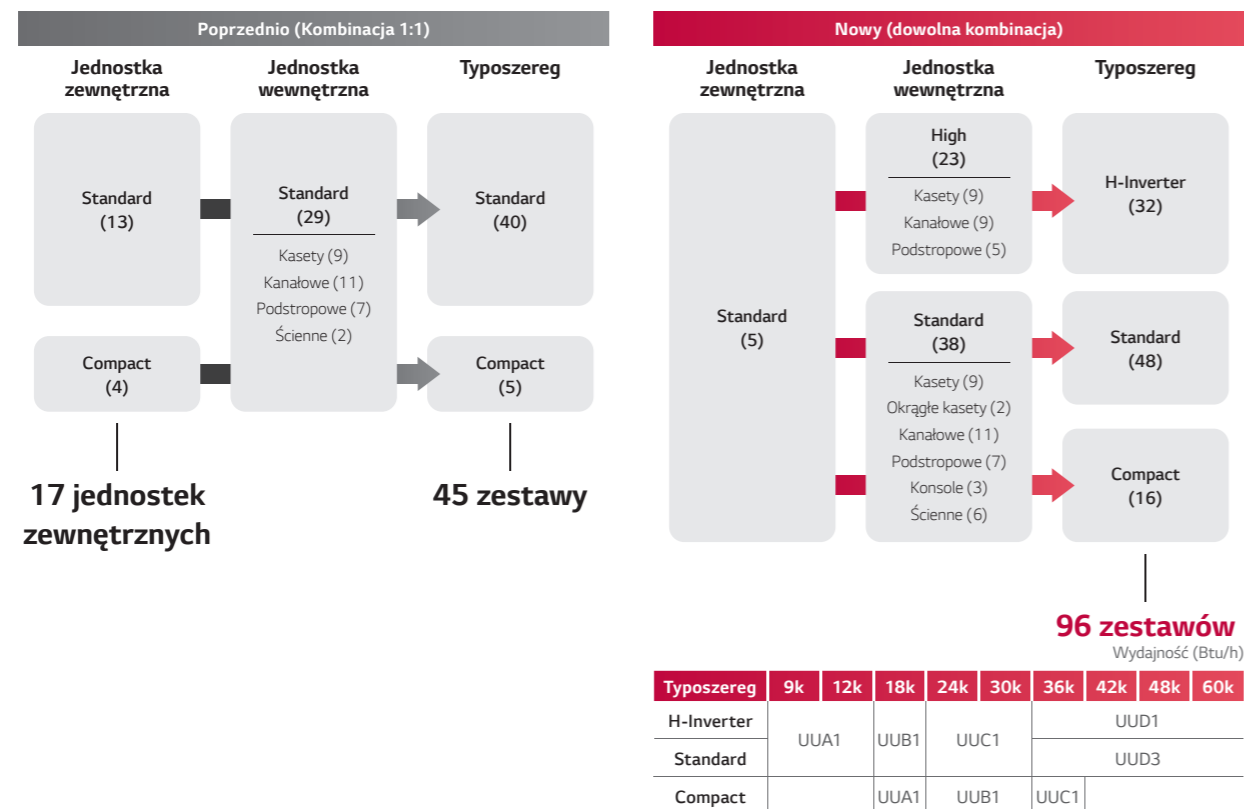 Poprzednio (Kombinacja 1:1)
Jednostka
zewnętrzna
Jednostka
wewnętrzna
Typoszereg
Standard
(13)
Standard
(29)
Kasety (9)
Kanałowe (11)
Podstropowe (7)
Ścienne (2)
Standard
(40)
Compact
(4)
Compact
(5)
17 jednostek
zewnętrznych
45 zestawy
Nowy (dowolna kombinacja)
Jednostka
zewnętrzna
Jednostka
wewnętrzna
Typoszereg
Standard
(5)
High
(23)
Kasety (9)
Kanałowe (9)
Podstropowe (5)
H-Inverter
(32)
Standard
(38)
Kasety (9)
Okrągłe kasety (2)
Kanałowe (11)
Podstropowe (7)
Konsole (3)
Ścienne (6)
Standard
(48)
Compact
(16)
96 zestawów
Wydajność (Btu/h)
Typoszereg 9k 12k 18k 24k 30k 36k 42k 48k 60k
H-Inverter UUA1 UUB1 UUC1 UUD1
Standard UUD3
Compact UUA1 UUB1 UUC1